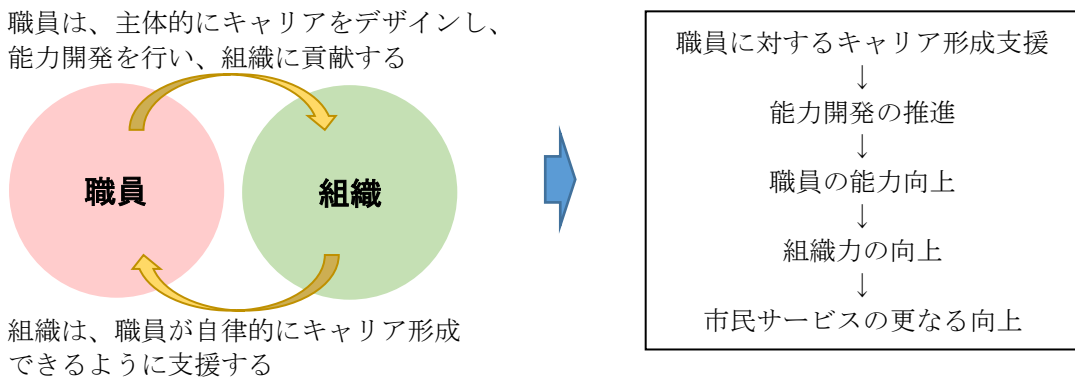 職員は、主体的にキャリアをデザインし、
能力開発を行い、組織に貢献する
職員
組織
組織は、職員が自律的にキャリア形成
できるように支援する
職員に対するキャリア形成支援
↓
能力開発の推進
↓
職員の能力向上
↓
組織力の向上
↓
市民サービスの更なる向上